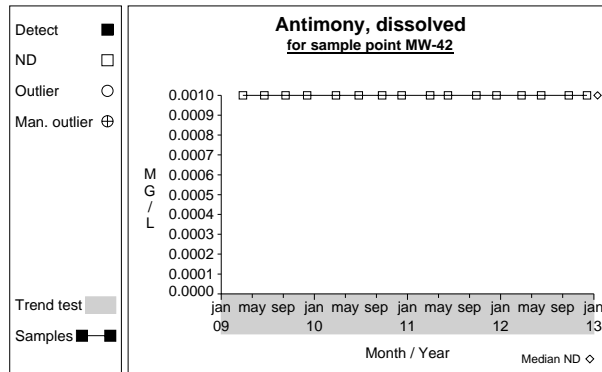 Detect
ND
Outlier
Man. outlier
Trend test
Samples
Antimony, dissolved
for sample point MW-42
M
G
/
L
0.0010
0.0009
0.0008
0.0007
0.0006
0.0005
0.0004
0.0003
0.0002
0.0001
0.0000
jan may sep jan may sep jan may sep jan may sep jan
09 10 11 12 13
Month / Year
Median ND